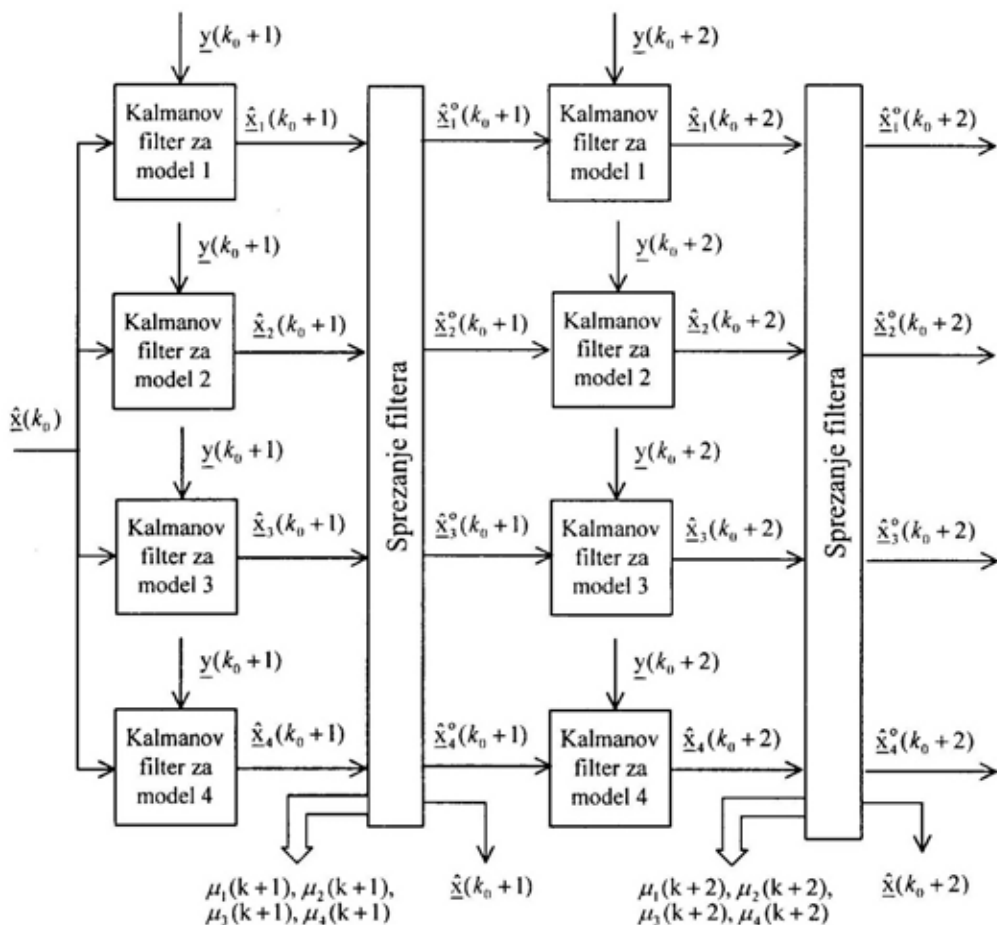 y(k₀+1)
y(k₀+2)
Kalmanov
filter za
model 1
x̂₁(k₀+1)
x̂₁°(k₀+1)
Kalmanov
filter za
model 1
x̂₁(k₀+2)
x̂₁°(k₀+2)
y(k₀+1)
y(k₀+2)
Kalmanov
filter za
model 2
x̂₂(k₀+1)
x̂₂°(k₀+1)
Kalmanov
filter za
model 2
x̂₂(k₀+2)
x̂₂°(k₀+2)
x̂(k₀)
Sprezanje filtera
Sprezanje filtera
y(k₀+1)
y(k₀+2)
Kalmanov
filter za
model 3
x̂₃(k₀+1)
x̂₃°(k₀+1)
Kalmanov
filter za
model 3
x̂₃(k₀+2)
x̂₃°(k₀+2)
y(k₀+1)
y(k₀+2)
Kalmanov
filter za
model 4
x̂₄(k₀+1)
x̂₄°(k₀+1)
Kalmanov
filter za
model 4
x̂₄(k₀+2)
x̂₄°(k₀+2)
μ₁(k+1), μ₂(k+1),
μ₃(k+1), μ₄(k+1)
x̂(k₀+1)
μ₁(k+2), μ₂(k+2),
μ₃(k+2), μ₄(k+2)
x̂(k₀+2)